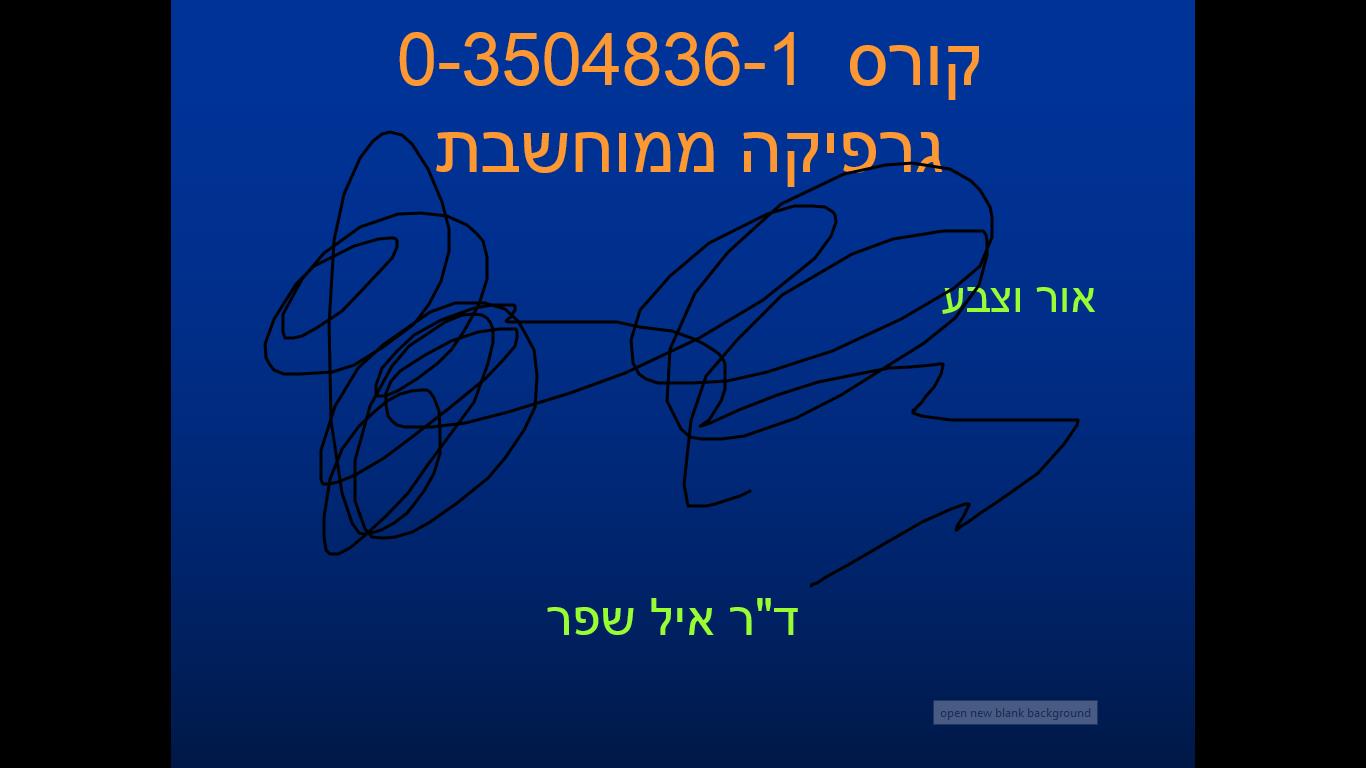 קורס 0-3504836-1
גרפיקה ממוחשבת
אור וצבע
ד"ר איל שפר
open new blank background